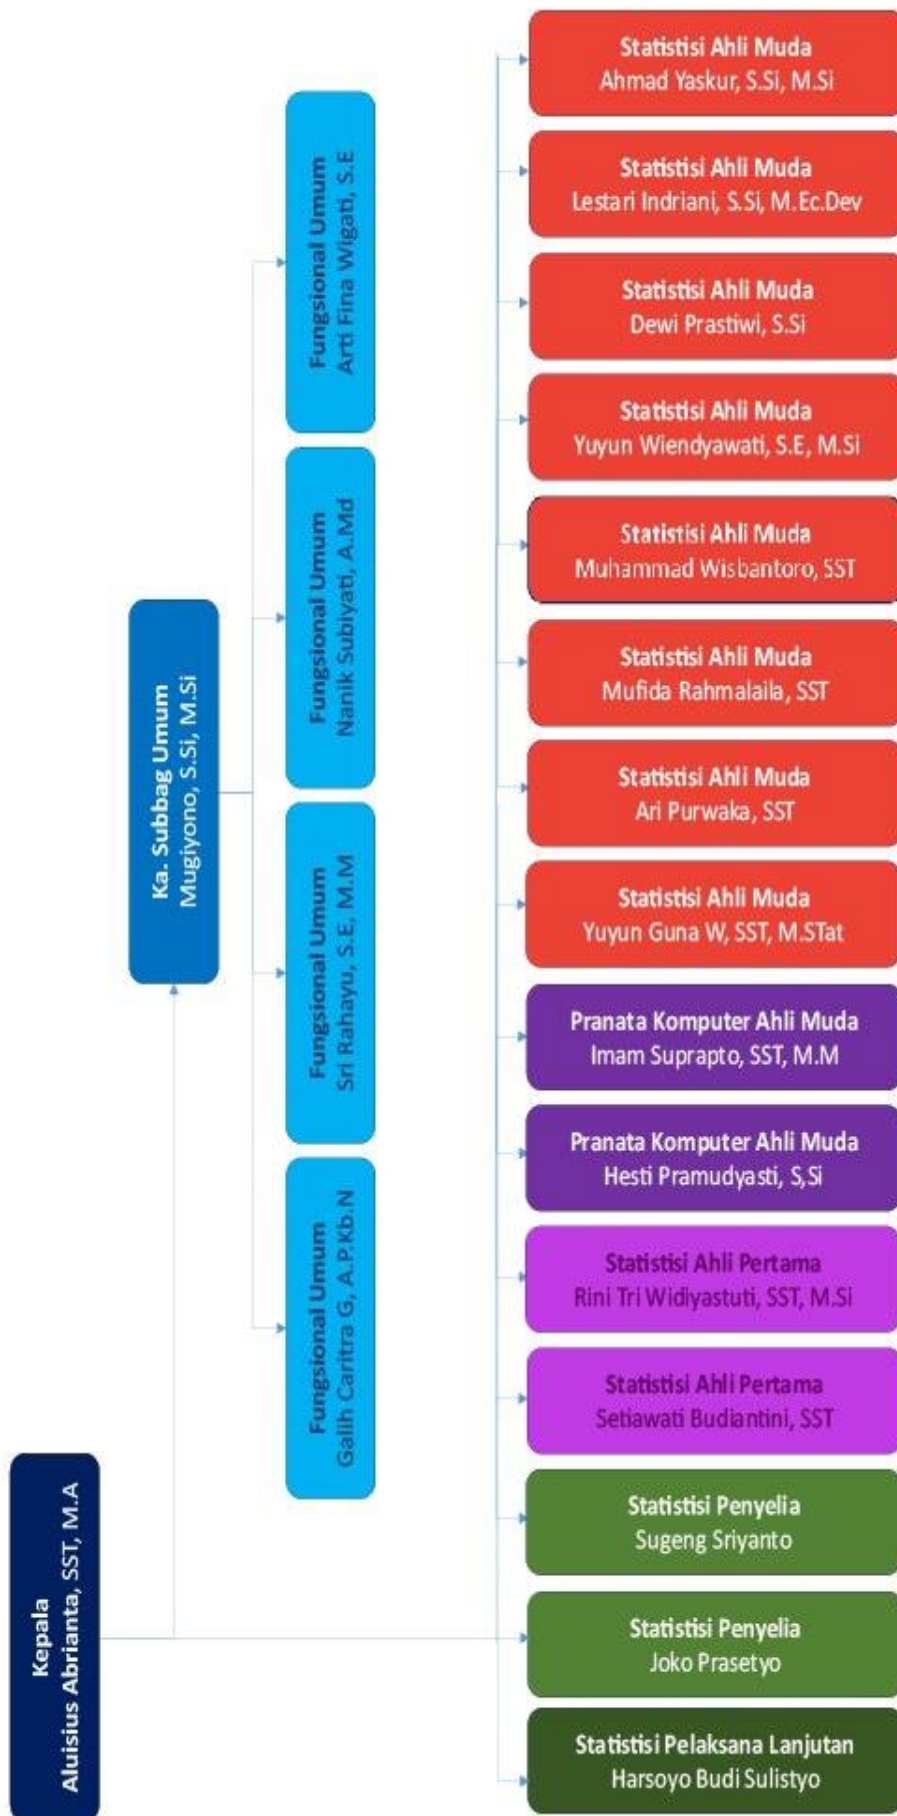 Kepala
Aluisius Abrianta, SST, M.A
Ka. Subbag Umum
Mugiyono, S.Si, M.Si
Fungsional Umum
Galih Caritra G, A.P.Kb.N
Fungsional Umum
Sri Rahayu, S.E, M.M
Fungsional Umum
Nanik Subiyati, A.Md
Fungsional Umum
Arti Fina Wigati, S.E
Statistisi Ahli Muda
Ahmad Yaskur, S.Si, M.Si
Statistisi Ahli Muda
Lestari Indriani, S.Si, M.Ec.Dev
Statistisi Ahli Muda
Dewi Prastiwi, S.Si
Statistisi Ahli Muda
Yuyun Wiendyawati, S.E, M.Si
Statistisi Ahli Muda
Muhammad Wisbantoro, SST
Statistisi Ahli Muda
Mufida Rahmalaila, SST
Statistisi Ahli Muda
Ari Purwaka, SST
Statistisi Ahli Muda
Yuyun Guna W, SST, M.STat
Pranata Komputer Ahli Muda
Imam Suprapto, SST, M.M
Pranata Komputer Ahli Muda
Hesti Pramudyasti, S,Si
Statistisi Ahli Pertama
Rini Tri Widiyastuti, SST, M.Si
Statistisi Ahli Pertama
Setiawati Budiantini, SST
Statistisi Penyelia
Sugeng Sriyanto
Statistisi Penyelia
Joko Prasetyo
Statistisi Pelaksana Lanjutan
Harsoyo Budi Sulistyo